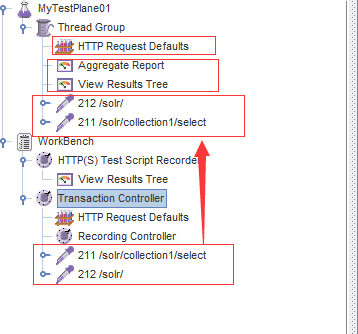 MyTestPlane01
Thread Group
HTTP Request Defaults
Aggregate Report
View Results Tree
212 /solr/
211 /solr/collection1/select
WorkBench
HTTP(S) Test Script Recorder
View Results Tree
Transaction Controller
HTTP Request Defaults
Recording Controller
211 /solr/collection1/select
212 /solr/